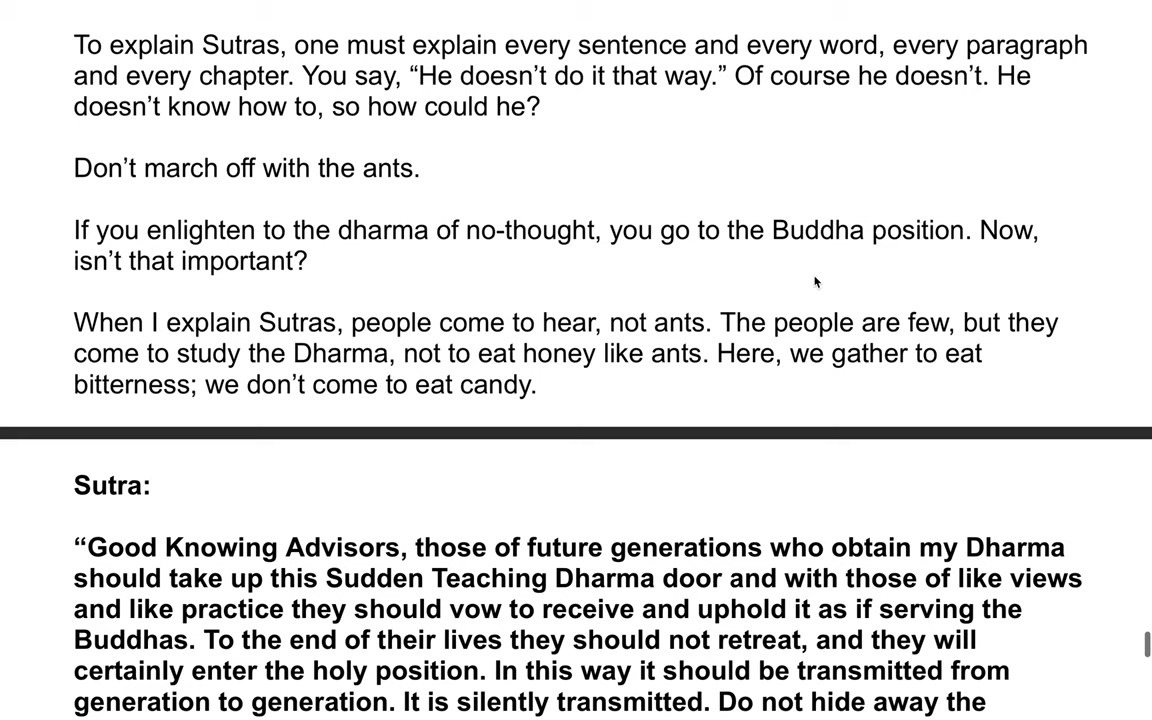 To explain Sutras, one must explain every sentence and every word, every paragraph
and every chapter. You say, “He doesn’t do it that way.” Of course he doesn’t. He
doesn’t know how to, so how could he?
Don’t march off with the ants.
If you enlighten to the dharma of no-thought, you go to the Buddha position. Now,
isn’t that important?
When I explain Sutras, people come to hear, not ants. The people are few, but they
come to study the Dharma, not to eat honey like ants. Here, we gather to eat
bitterness; we don’t come to eat candy.
Sutra:
“Good Knowing Advisors, those of future generations who obtain my Dharma
should take up this Sudden Teaching Dharma door and with those of like views
and like practice they should vow to receive and uphold it as if serving the
Buddhas. To the end of their lives they should not retreat, and they will
certainly enter the holy position. In this way it should be transmitted from
generation to generation. It is silently transmitted. Do not hide away the